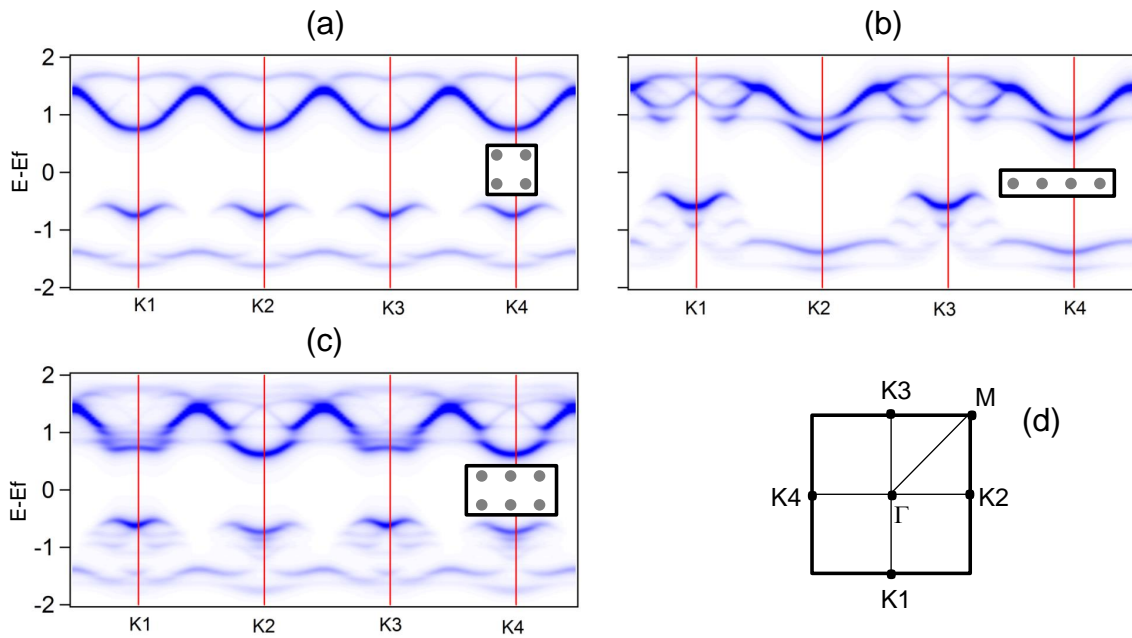 (a)
(b)
2
1
0
-1
-2
E-Ef
K1 K2 K3 K4
K1 K2 K3 K4
(c)
2
1
0
-1
-2
E-Ef
K1 K2 K3 K4
(d)
K3 M
K4 Γ K2
K1